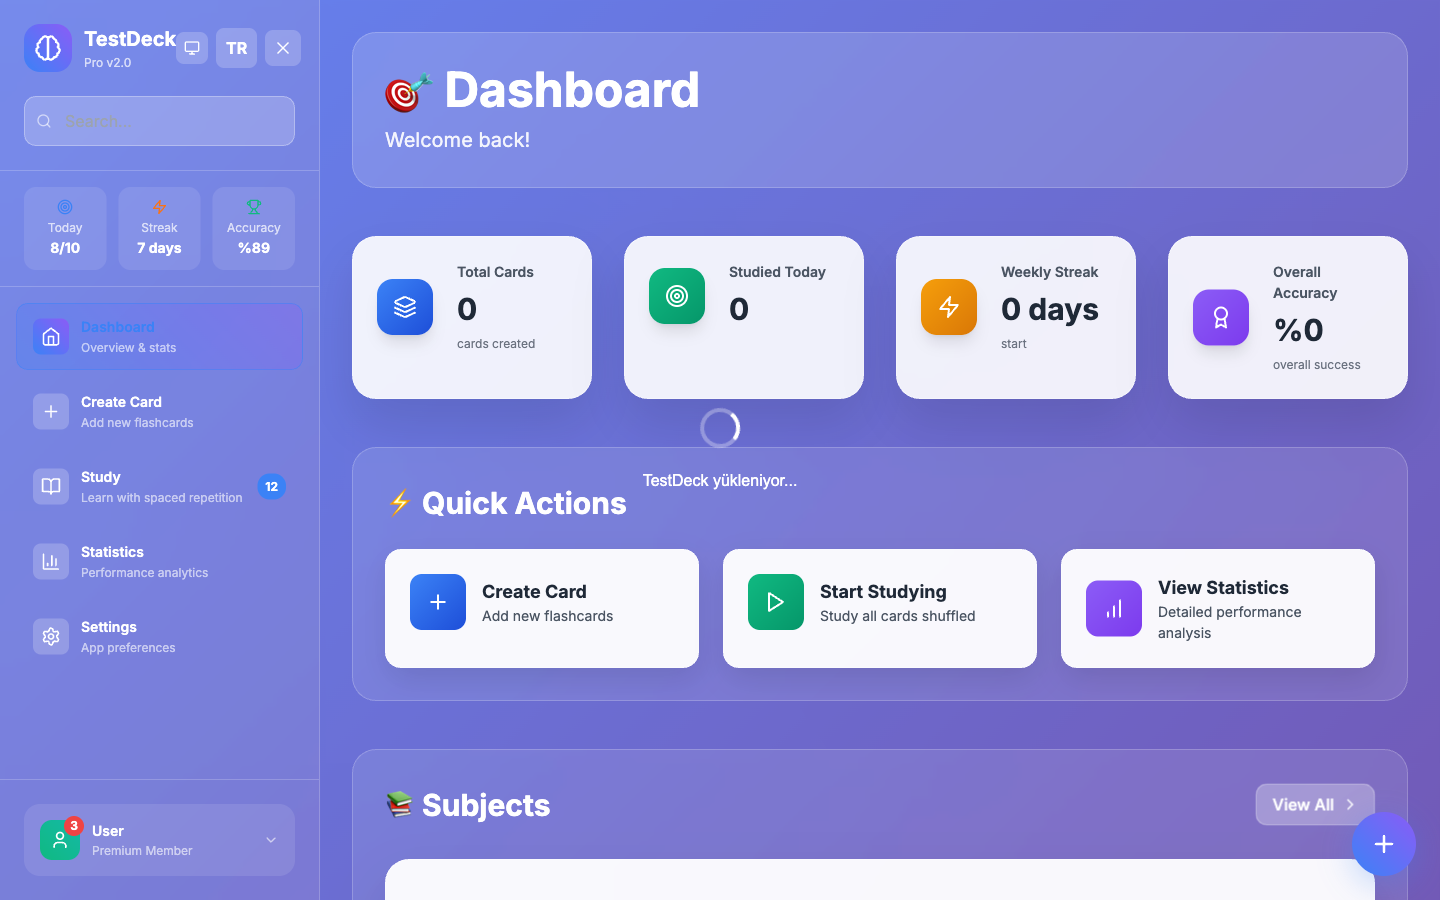 TestDeck
Pro v2.0
TR
Search...
Today
8/10
Streak
7 days
Accuracy
%89
Dashboard
Overview & stats
Create Card
Add new flashcards
Study
Learn with spaced repetition
12
Statistics
Performance analytics
Settings
App preferences
3
User
Premium Member
Dashboard
Welcome back!
Total Cards
0
cards created
Studied Today
0
Weekly Streak
0 days
start
Overall
Accuracy
%0
overall success
TestDeck yükleniyor...
Quick Actions
Create Card
Add new flashcards
Start Studying
Study all cards shuffled
View Statistics
Detailed performance
analysis
Subjects
View All